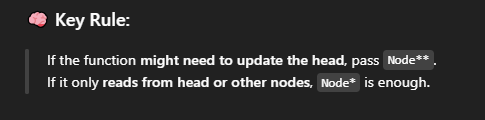 🧠 Key Rule:
If the function might need to update the head, pass Node**.
If it only reads from head or other nodes, Node* is enough.